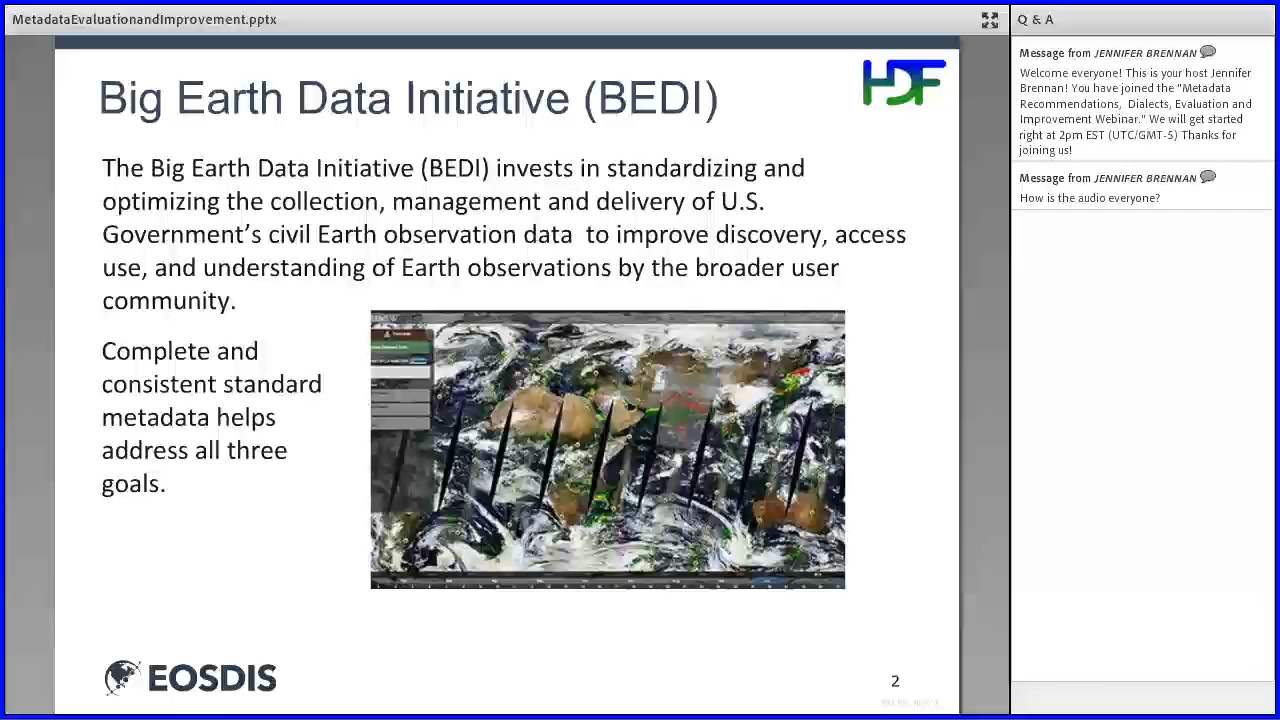 MetadataEvaluationandImprovement.pptx
Big Earth Data Initiative (BEDI)
HDF
The Big Earth Data Initiative (BEDI) invests in standardizing and
optimizing the collection, management and delivery of U.S.
Government’s civil Earth observation data  to improve discovery, access
use, and understanding of Earth observations by the broader user
community.
Complete and
consistent standard
metadata helps
address all three
goals.
EOSDIS
2
Q & A
Message from JENNIFER BRENNAN
Welcome everyone! This is your host Jennifer
Brennan! You have joined the "Metadata
Recommendations,  Dialects, Evaluation and
Improvement Webinar." We will get started
right at 2pm EST (UTC/GMT-5) Thanks for
joining us!
Message from JENNIFER BRENNAN
How is the audio everyone?